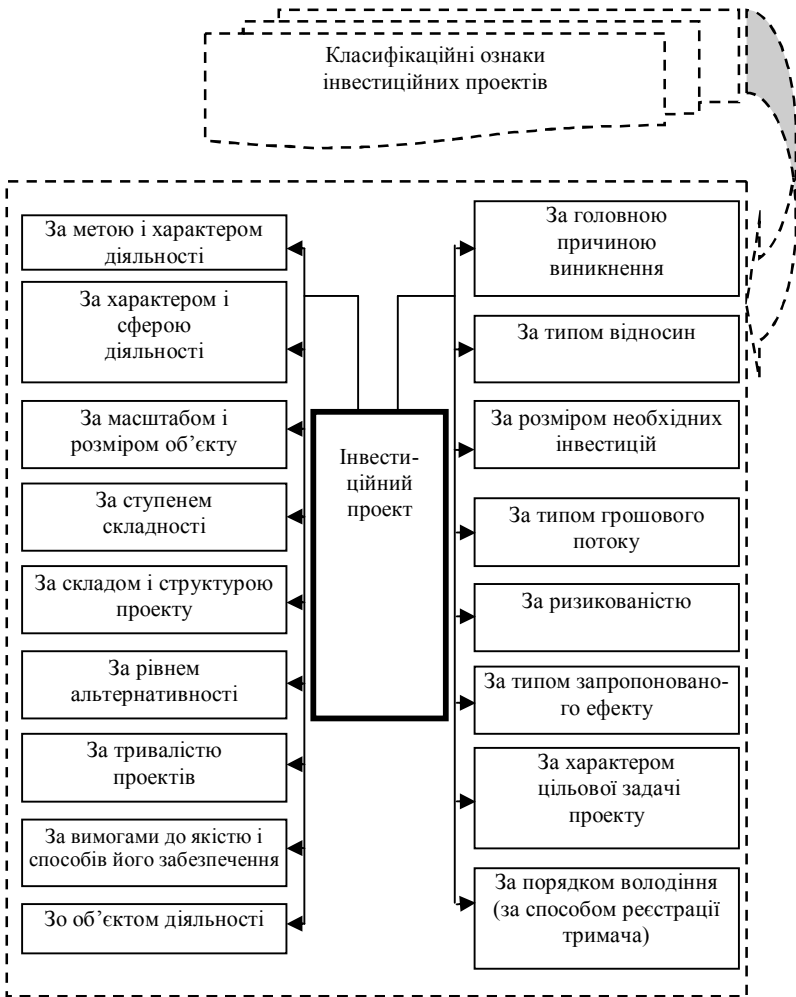 Класифікаційні ознаки
інвестиційних проектів
За метою і характером
діяльності
За характером і
сферою
діяльності
За масштабом і
розміром об’єкту
За ступенем
складності
За складом і структурою
проекту
За рівнем
альтернативності
За тривалістю
проектів
За вимогами до якістю і
способів його забезпечення
Зо об’єктом діяльності
Інвести-
ційний
проект
За головною
причиною
виникнення
За типом відносин
За розміром необхідних
інвестицій
За типом грошового
потоку
За ризикованістю
За типом запропоновано-
го ефекту
За характером
цільової задачі
проекту
За порядком володіння
(за способом реєстрації
тримача)